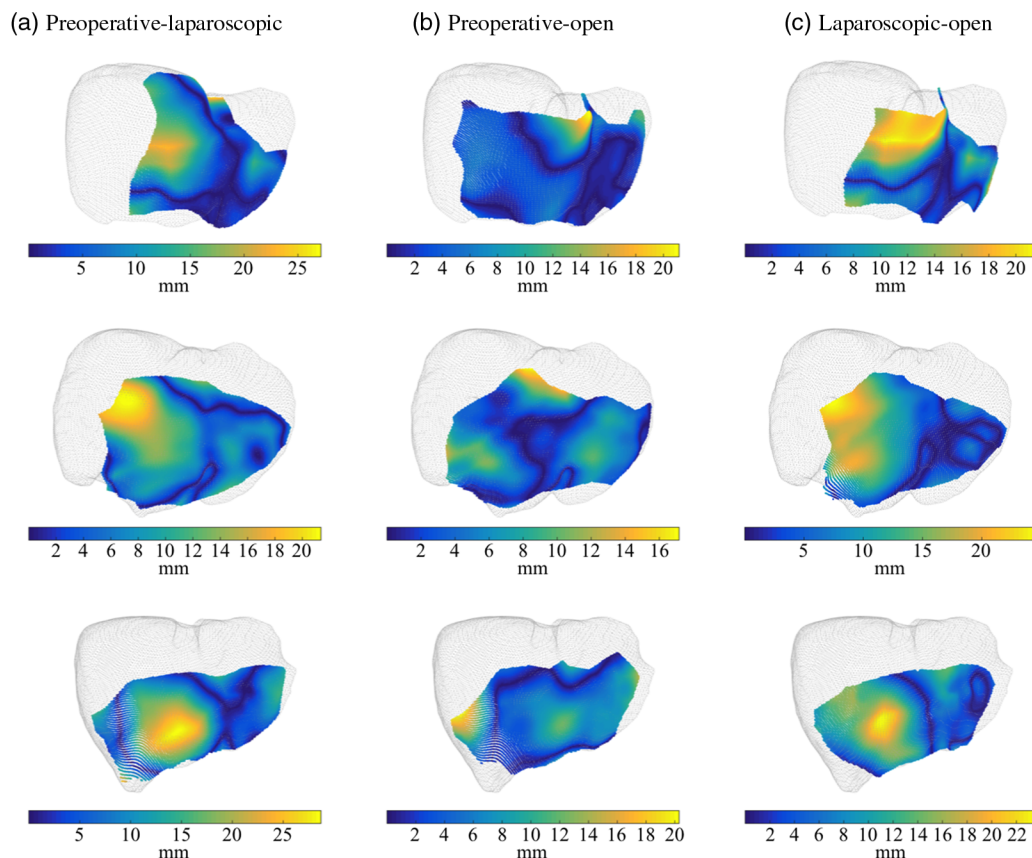 (a) Preoperative-laparoscopic (b) Preoperative-open (c) Laparoscopic-open
5 10 15 20 25
mm
2 4 6 8 10 12 14 16 18 20
mm
2 4 6 8 10 12 14 16 18 20
mm
2 4 6 8 10 12 14 16 18 20
mm
2 4 6 8 10 12 14 16
mm
5 10 15 20
mm
5 10 15 20 25
mm
2 4 6 8 10 12 14 16 18 20
mm
2 4 6 8 10 12 14 16 18 20 22
mm